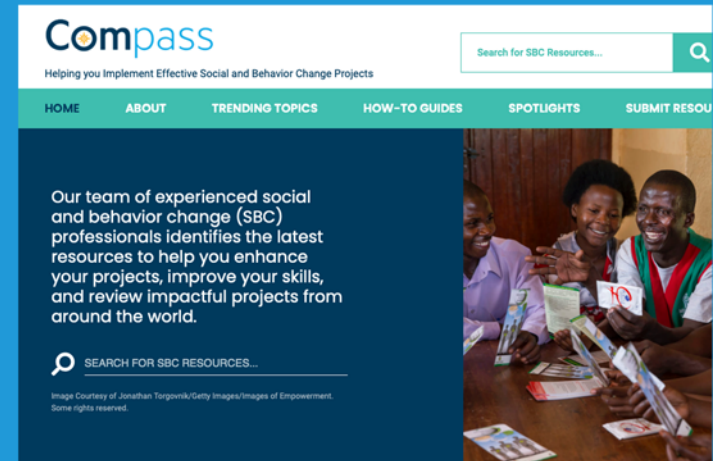 Compass
Helping you Implement Effective Social and Behavior Change Projects
Search for SBC Resources...
HOME ABOUT TRENDING TOPICS HOW-TO GUIDES SPOTLIGHTS SUBMIT RESOU
Our team of experienced social
and behavior change (SBC)
professionals identifies the latest
resources to help you enhance
your projects, improve your skills,
and review impactful projects from
around the world.
SEARCH FOR SBC RESOURCES...
Image Courtesy of Jonathan Torgovnik/Getty Images/Images of Empowerment.
Some rights reserved.